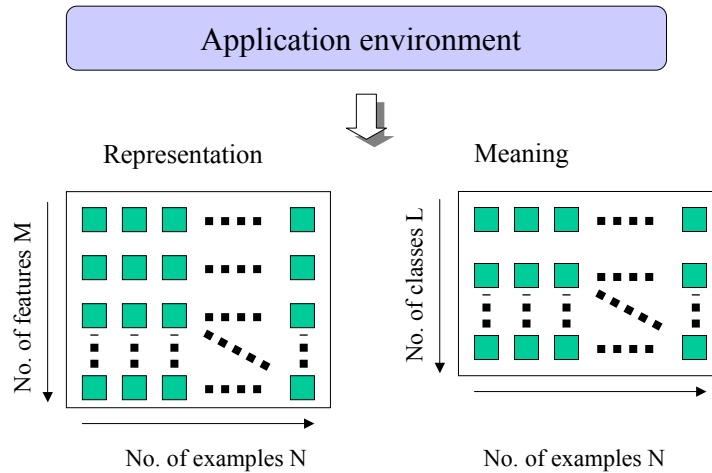 Application environment
Representation
Meaning
No. of features M
No. of classes L
No. of examples N
No. of examples N